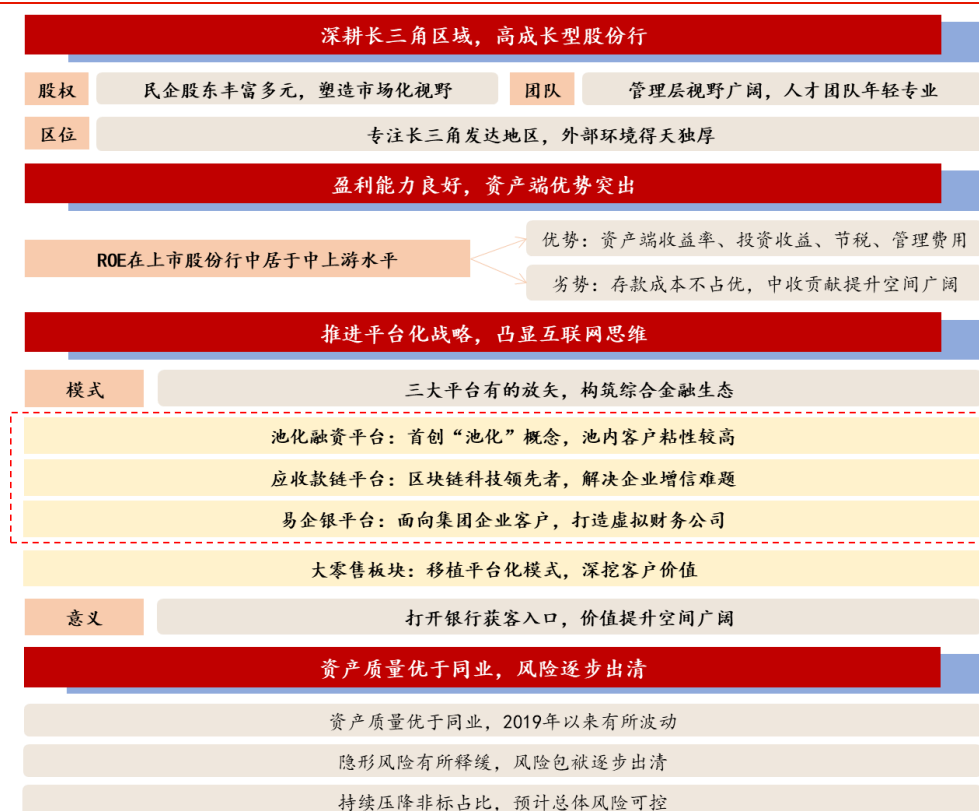 深耕长三角区域，高成长型股份行
股权
民企股东丰富多元，塑造市场化视野
团队
管理层视野广阔，人才团队年轻专业
区位
专注长三角发达地区，外部环境得天独厚
盈利能力良好，资产端优势突出
ROE在上市股份行中居于中上游水平
优势：资产端收益率、投资收益、节税、管理费用
劣势：存款成本不占优，中收贡献提升空间广阔
推进平台化战略，凸显互联网思维
模式
三大平台有的放矢，构筑综合金融生态
池化融资平台：首创“池化”概念，池内客户粘性较高
应收款链平台：区块链科技领先者，解决企业增信难题
易企银平台：面向集团企业客户，打造虚拟财务公司
大零售板块：移植平台化模式，深挖客户价值
意义
打开银行获客入口，价值提升空间广阔
资产质量优于同业，风险逐步出清
资产质量优于同业，2019年以来有所波动
隐形风险有所释缓，风险包袱逐步出清
持续压降非标占比，预计总体风险可控